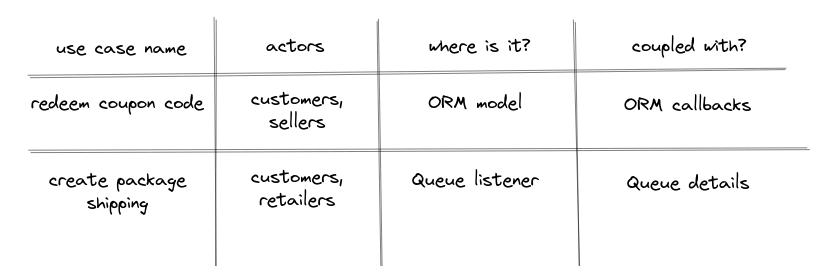 use case name
actors
where is it?
coupled with?
redeem coupon code
customers,
sellers
ORM model
ORM callbacks
create package
shipping
customers,
retailers
Queue listener
Queue details